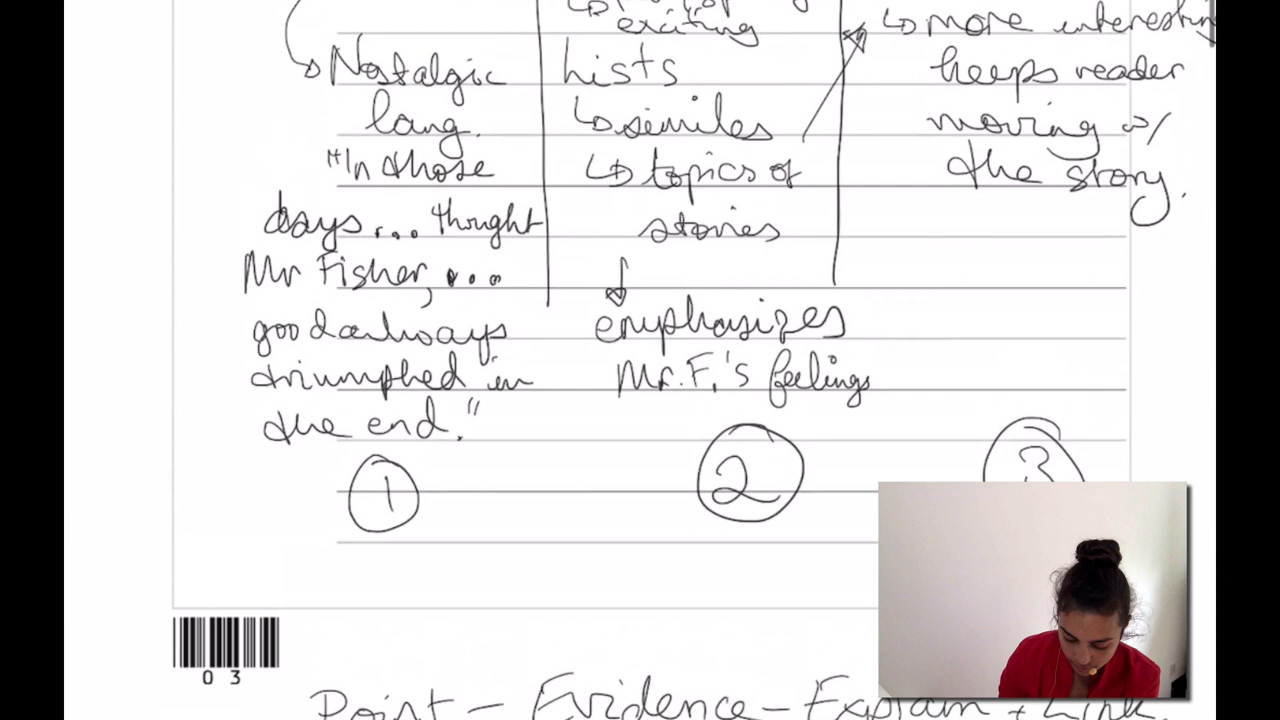 Nostalgic
lang.
"In those
days... thought
Mr Fisher, ...
good always
triumphed in
the end."
1
exciting
Lists
↳ similes
↳ topics of
stories
emphasizes
Mr. F.'s feelings
2
↳ more interesting
keeps reader
moving w/
the story.
3
03
Point - Evidence - Explain + Link.